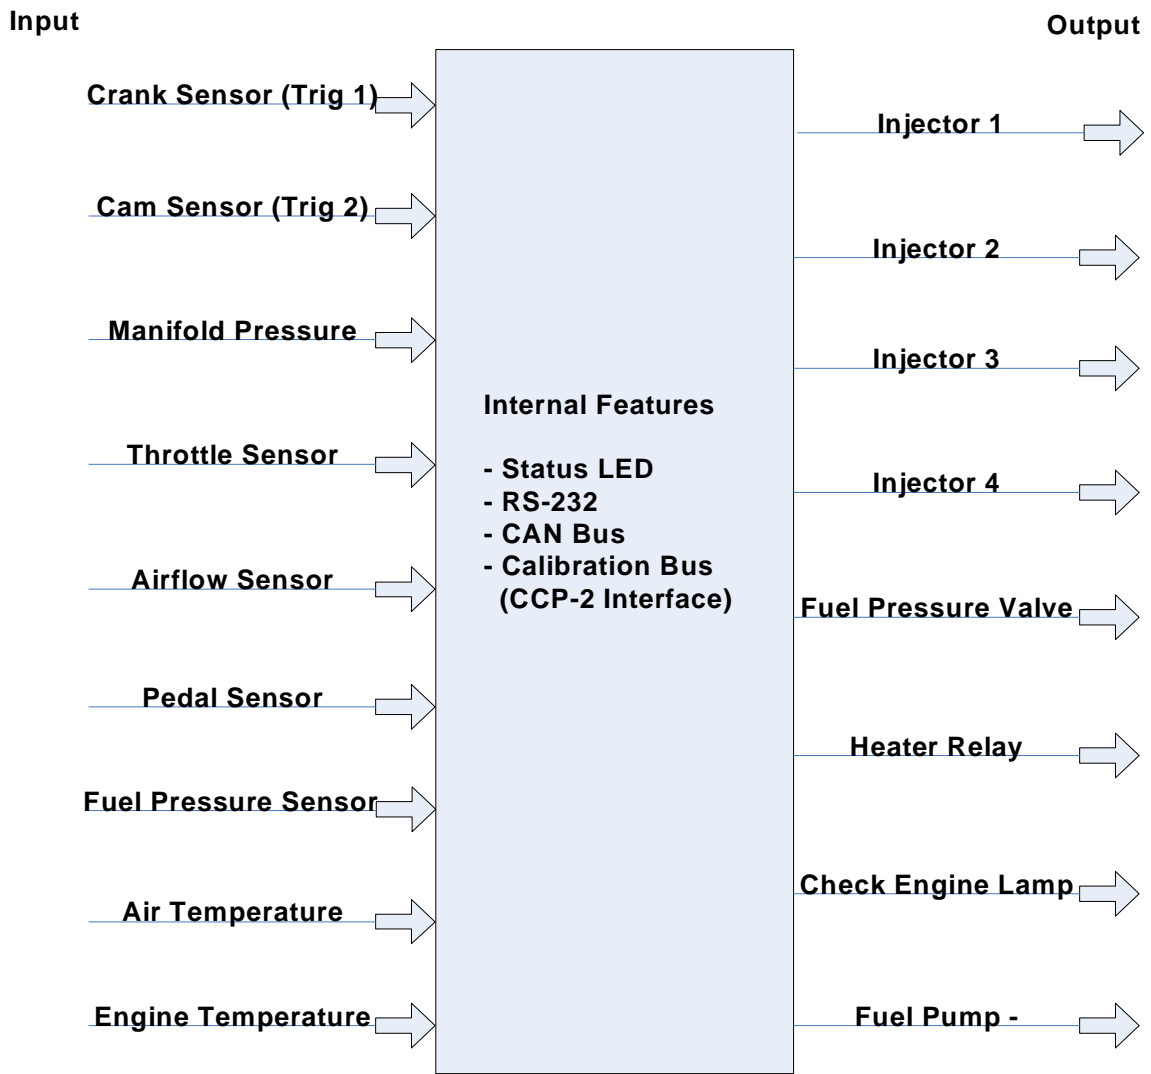 Input
Output
Crank Sensor (Trig 1)
Cam Sensor (Trig 2)
Manifold Pressure
Throttle Sensor
Airflow Sensor
Pedal Sensor
Fuel Pressure Sensor
Air Temperature
Engine Temperature
Internal Features
- Status LED
- RS-232
- CAN Bus
- Calibration Bus
(CCP-2 Interface)
Injector 1
Injector 2
Injector 3
Injector 4
Fuel Pressure Valve
Heater Relay
Check Engine Lamp
Fuel Pump -